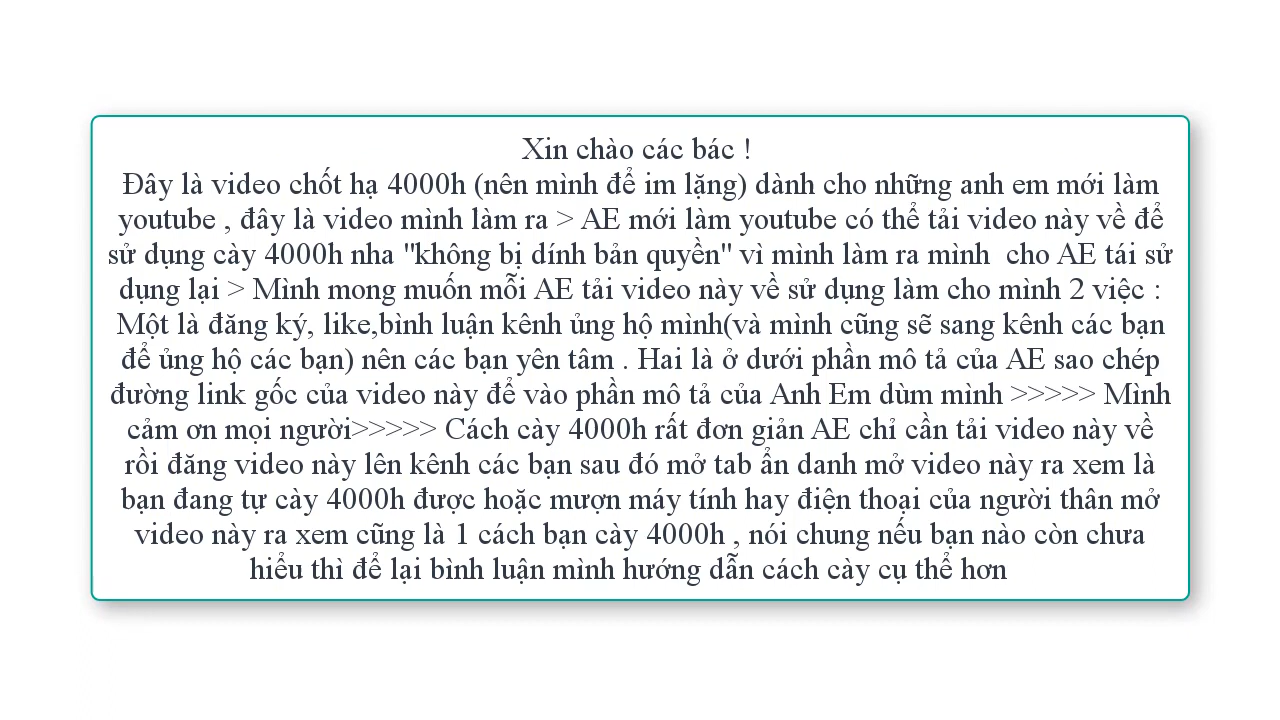 Xin chào các bác !
Đây là video chốt hạ 4000h (nên mình để im lặng) dành cho những anh em mới làm
youtube , đây là video mình làm ra > AE mới làm youtube có thể tải video này về để
sử dụng cày 4000h nha "không bị dính bản quyền" vì mình làm ra mình  cho AE tái sử
dụng lại > Mình mong muốn mỗi AE tải video này về sử dụng làm cho mình 2 việc :
Một là đăng ký, like,bình luận kênh ủng hộ mình(và mình cũng sẽ sang kênh các bạn
để ủng hộ các bạn) nên các bạn yên tâm . Hai là ở dưới phần mô tả của AE sao chép
đường link gốc của video này để vào phần mô tả của Anh Em dùm mình >>>>> Mình
cảm ơn mọi người>>>>> Cách cày 4000h rất đơn giản AE chỉ cần tải video này về
rồi đăng video này lên kênh các bạn sau đó mở tab ẩn danh mở video này ra xem là
bạn đang tự cày 4000h được hoặc mượn máy tính hay điện thoại của người thân mở
video này ra xem cũng là 1 cách bạn cày 4000h , nói chung nếu bạn nào còn chưa
hiểu thì để lại bình luận mình hướng dẫn cách cày cụ thể hơn